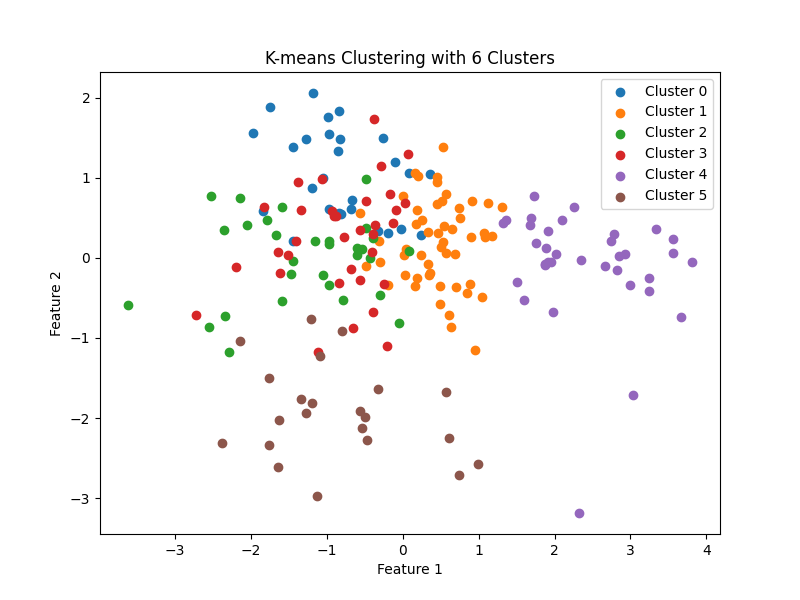 K-means Clustering with 6 Clusters
Cluster 0
Cluster 1
Cluster 2
Cluster 3
Cluster 4
Cluster 5
Feature 2
2
1
0
−1
−2
−3
−3 −2 −1 0 1 2 3 4
Feature 1